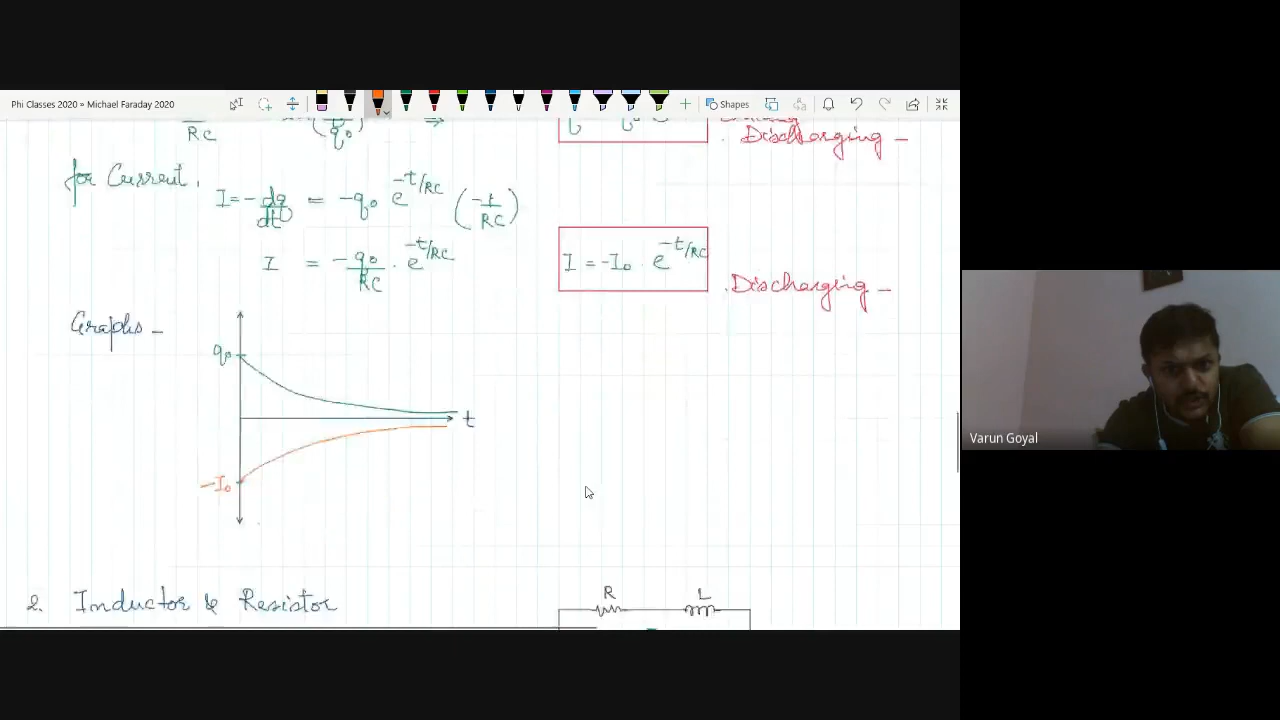 Phi Classes 2020 » Michael Faraday 2020
Shapes
RC
q₀
⇒
. Discharging -
for Current,
I = -dq/dt = -q₀ e^(-t/RC) (-t/RC)
I = -q₀/RC . e^(-t/RC)
I = -I₀ . e^(-t/RC)
. Discharging -
Graphs -
q₀
t
-I₀
Varun Goyal
2. Inductor & Resistor
R
L